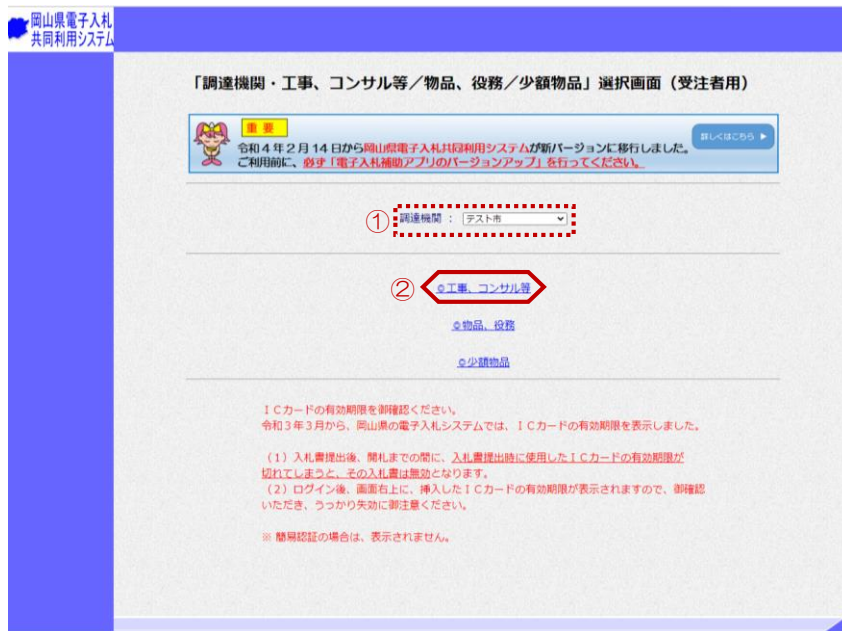 岡山県電子入札
共同利用システム
「調達機関・工事、コンサル等／物品、役務／少額物品」選択画面（受注者用）
重要
令和４年２月14日から岡山県電子入札共同利用システムが新バージョンに移行しました。
ご利用前に、必ず「電子入札補助アプリのバージョンアップ」を行ってください。
詳しくはこちら ▶
① 調達機関 ： テスト市
② ◎工事、コンサル等
◎物品、役務
◎少額物品
ＩＣカードの有効期限を御確認ください。
令和３年３月から、岡山県の電子入札システムでは、ＩＣカードの有効期限を表示しました。
（１）入札書提出後、開札までの間に、入札書提出時に使用したＩＣカードの有効期限が
切れてしまうと、その入札書は無効となります。
（２）ログイン後、画面右上に、挿入したＩＣカードの有効期限が表示されますので、御確認
いただき、うっかり失効に御注意ください。
※ 簡易認証の場合は、表示されません。